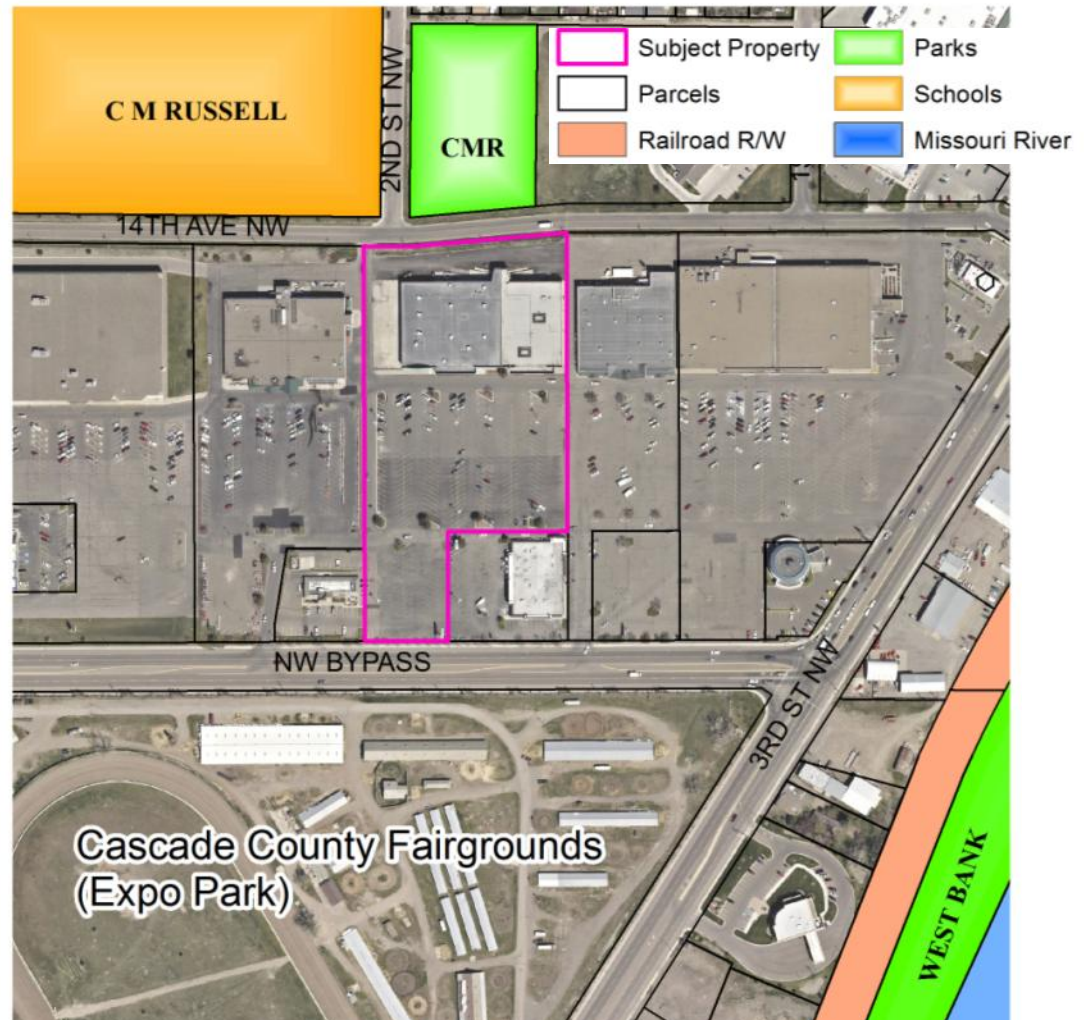 C M RUSSELL
2ND ST NW
CMR
Subject Property
Parcels
Railroad R/W
Parks
Schools
Missouri River
14TH AVE NW
NW BYPASS
3RD ST NW
Cascade County Fairgrounds
(Expo Park)
WEST BANK